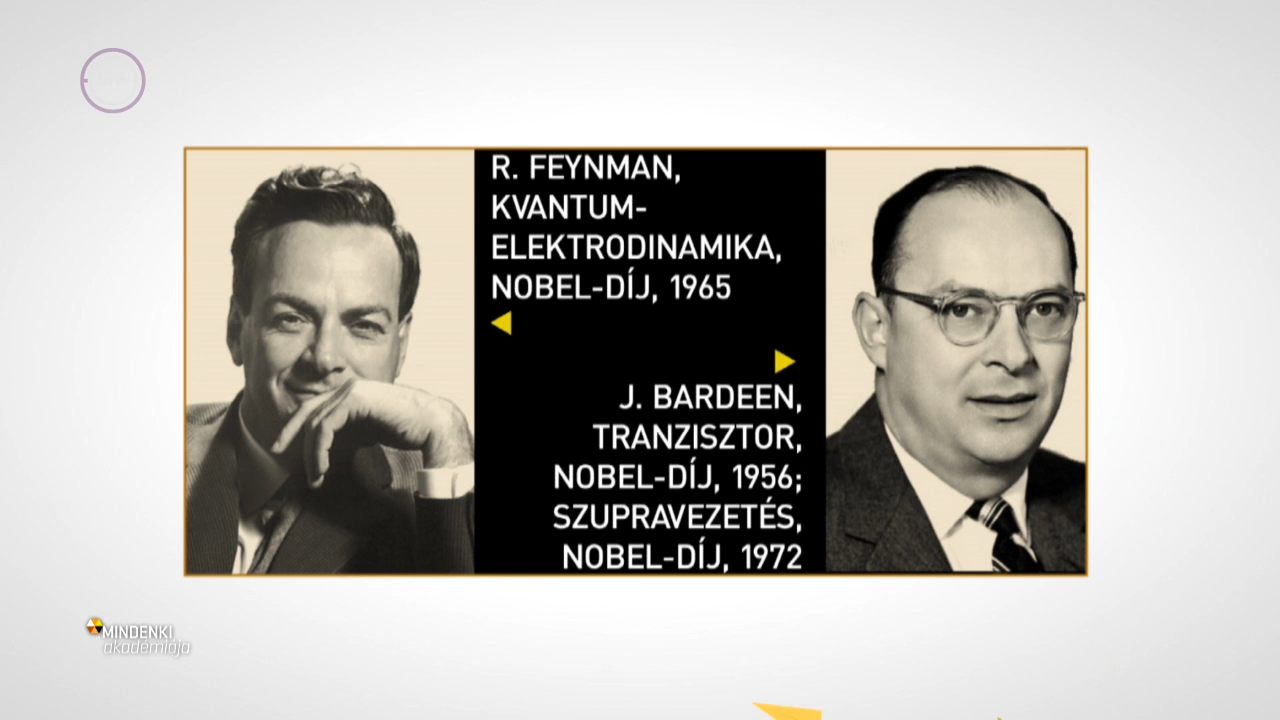 R. FEYNMAN,
KVANTUM-
ELEKTRODINAMIKA,
NOBEL-DÍJ, 1965
J. BARDEEN,
TRANZISZTOR,
NOBEL-DÍJ, 1956;
SZUPRAVEZETÉS,
NOBEL-DÍJ, 1972
MINDENKI
akadémiája